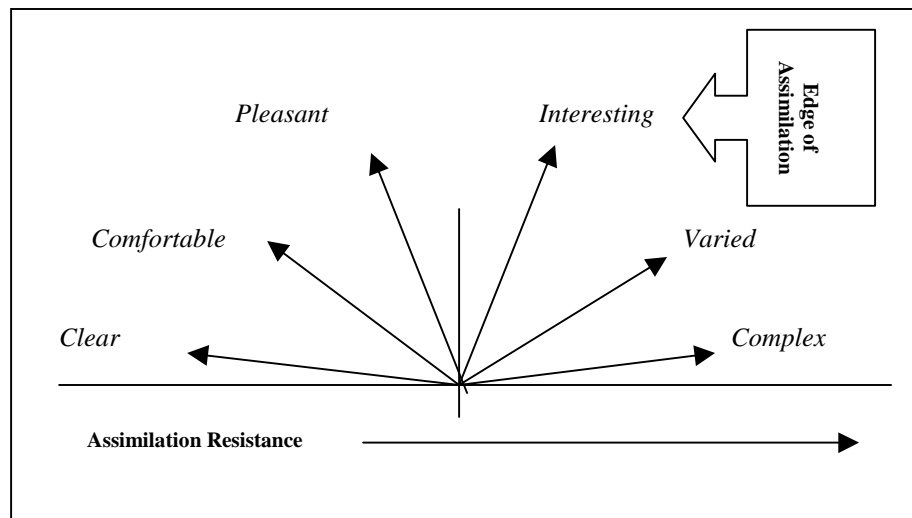 Edge of
Assimilation
Pleasant
Interesting
Comfortable
Varied
Clear
Complex
Assimilation Resistance